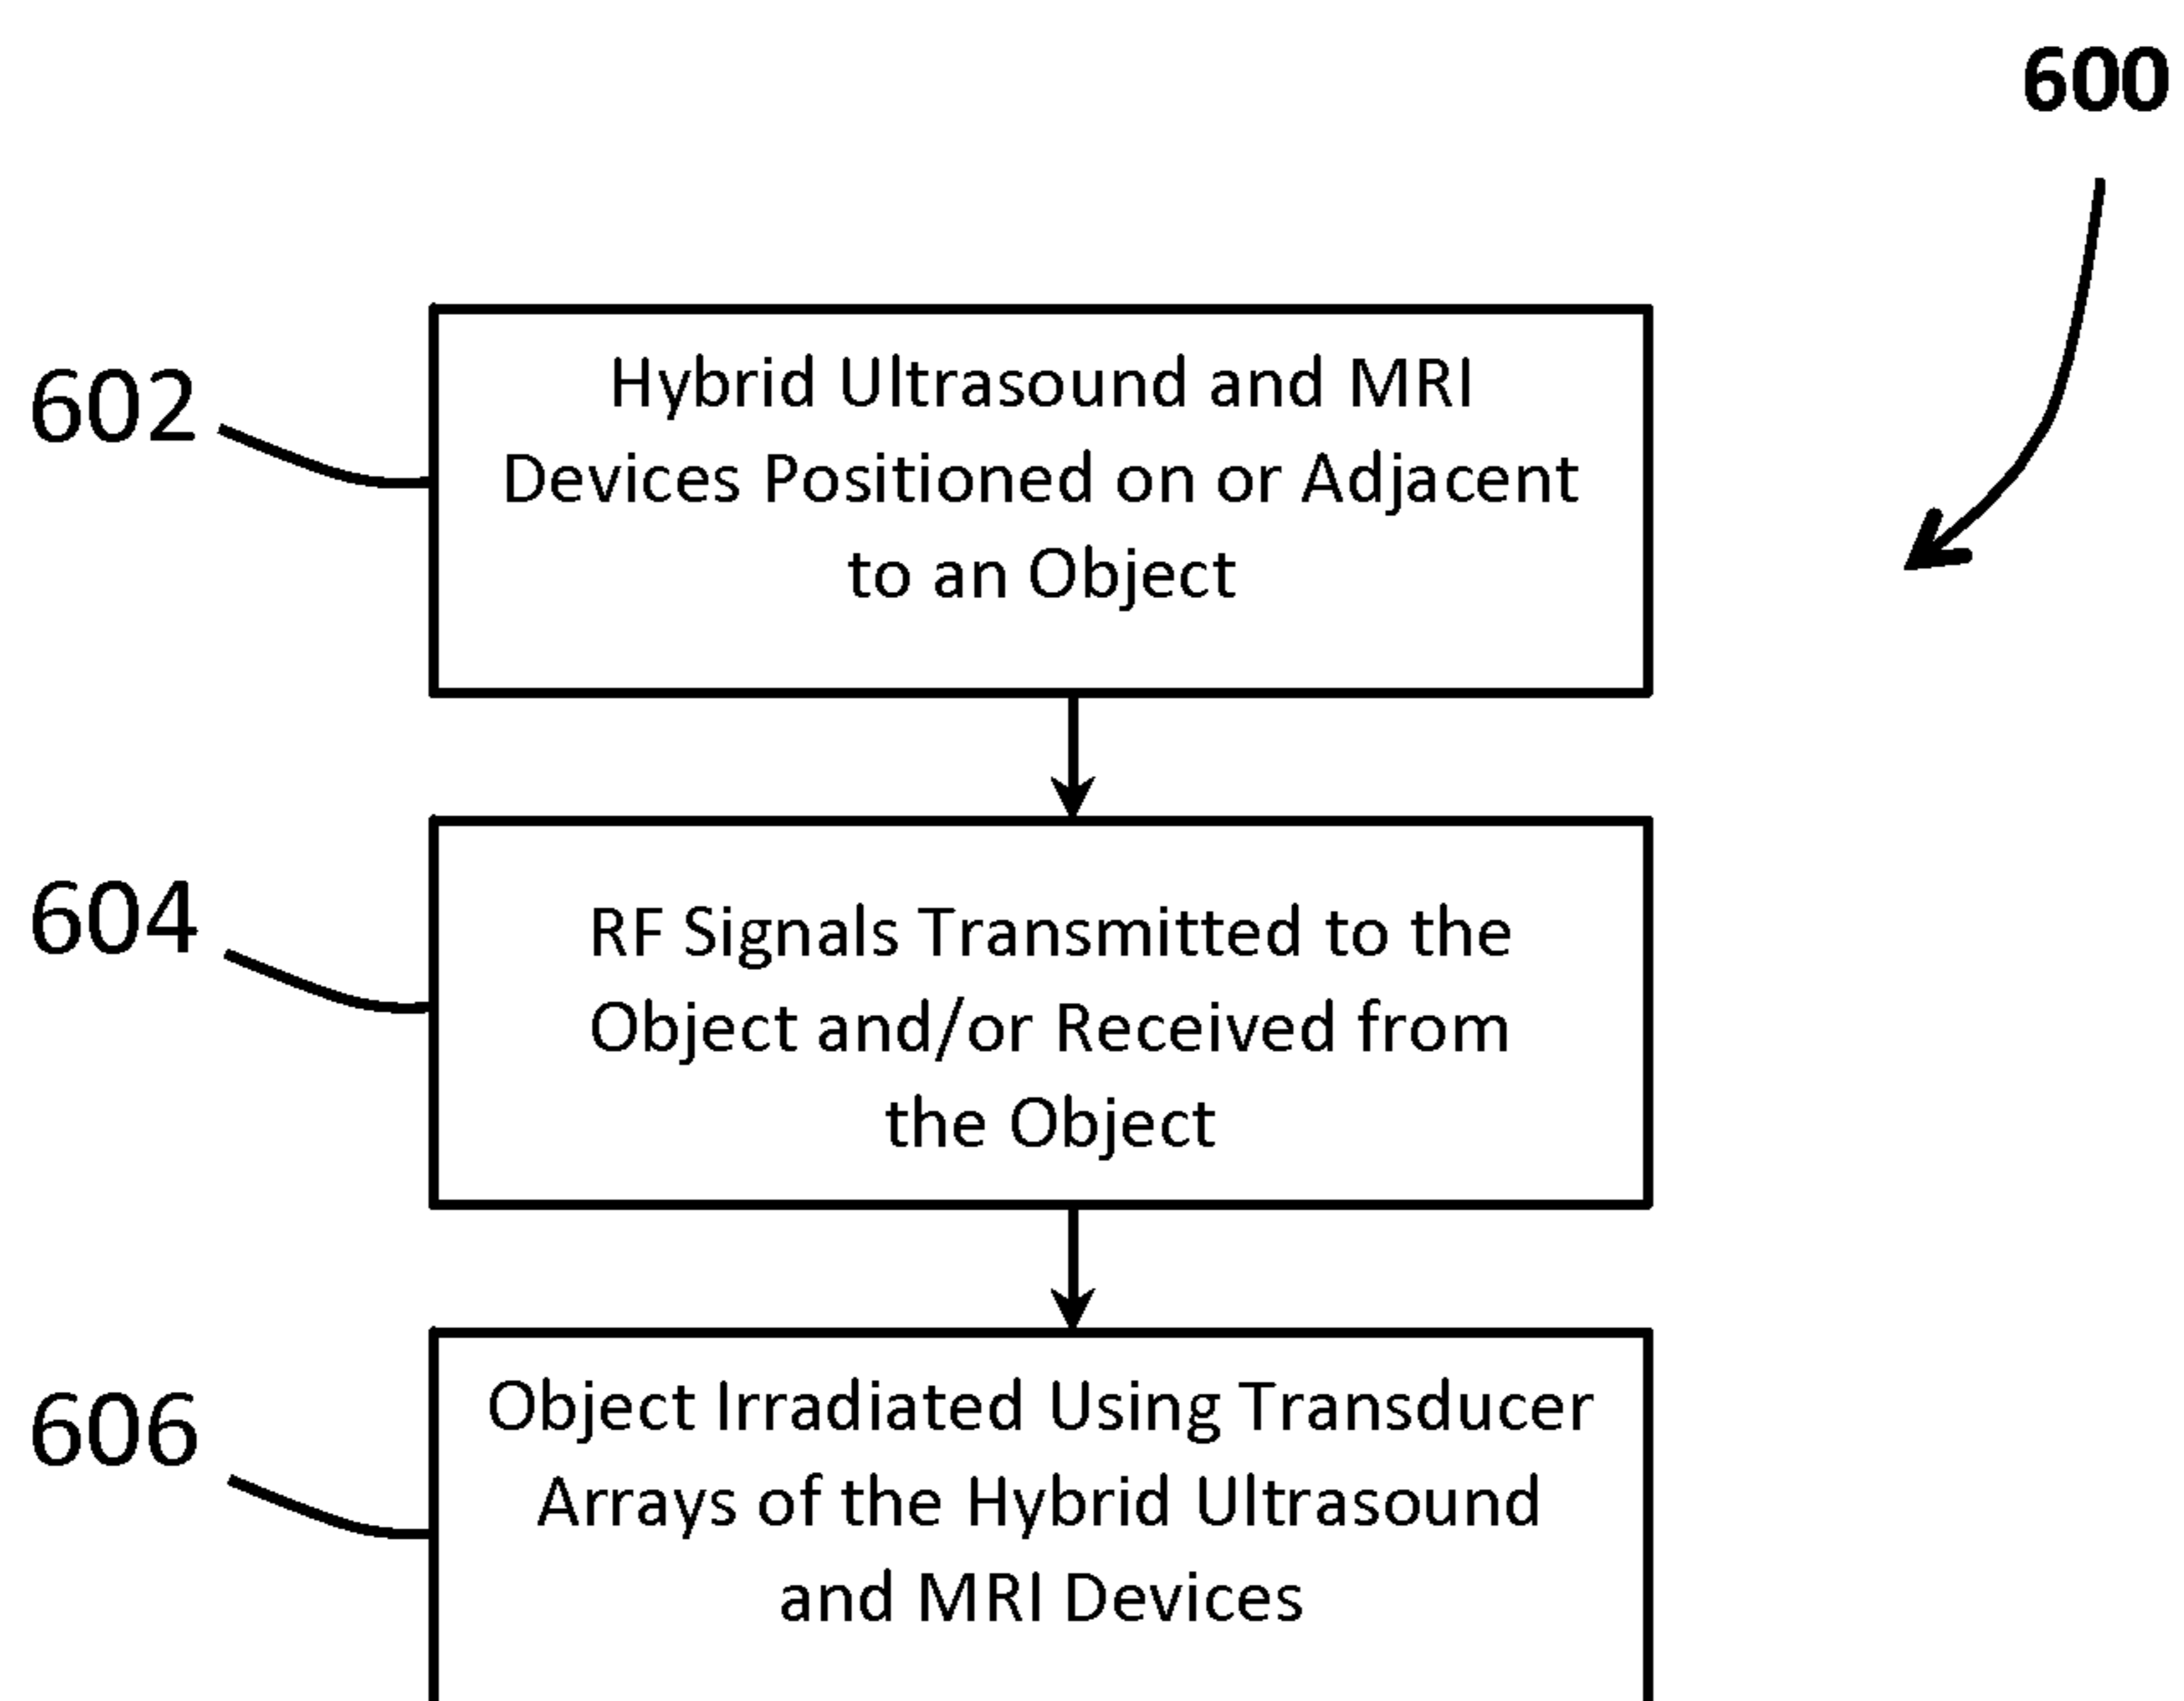 600
602
Hybrid Ultrasound and MRI
Devices Positioned on or Adjacent
to an Object
604
RF Signals Transmitted to the
Object and/or Received from
the Object
606
Object Irradiated Using Transducer
Arrays of the Hybrid Ultrasound
and MRI Devices